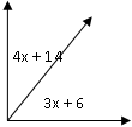 4x + 14
3x + 6